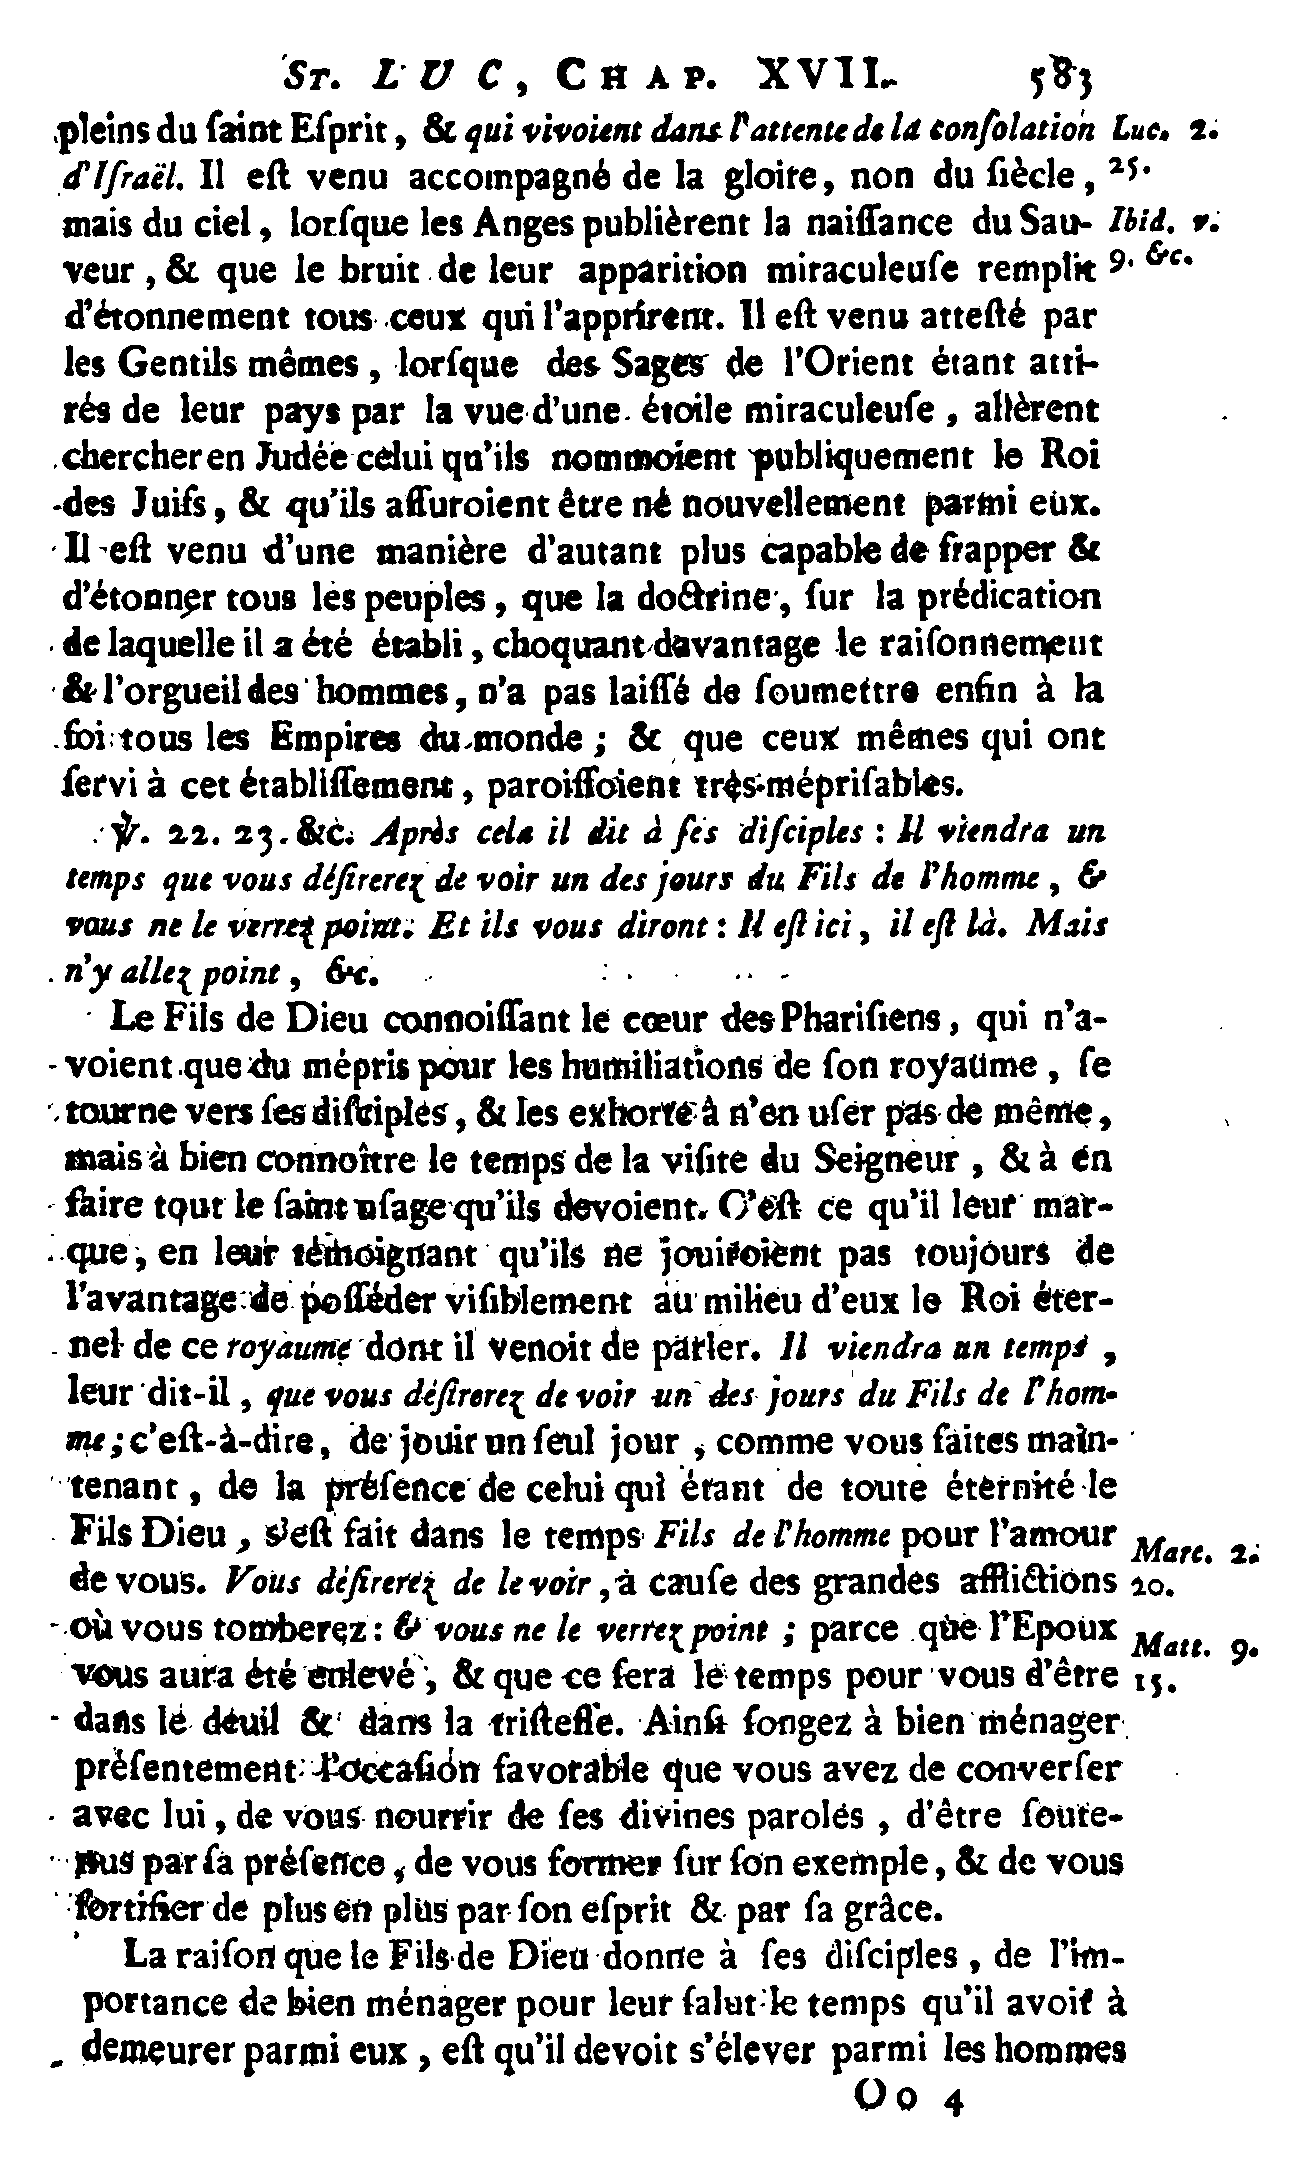 St. LUC, Chap. XVII. 583
pleins du ſaint Eſprit, & qui vivoient dans l'attente de la conſolation Luc. 2.
d'Iſraël. Il eſt venu accompagné de la gloire, non du ſiècle, 25.
mais du ciel, lorſque les Anges publièrent la naiſſance du Sau- Ibid. v.
veur, & que le bruit de leur apparition miraculeuſe remplit 9. &c.
d'étonnement tous ceux qui l'apprirent. Il eſt venu atteſté par
les Gentils mêmes, lorſque des Sages de l'Orient étant atti-
rés de leur pays par la vue d'une étoile miraculeuſe, allèrent
chercher en Judée celui qu'ils nommoient publiquement le Roi
des Juifs, & qu'ils aſſuroient être né nouvellement parmi eux.
Il eſt venu d'une manière d'autant plus capable de frapper &
d'étonner tous les peuples, que la doctrine, ſur la prédication
de laquelle il a été établi, choquant davantage le raiſonnement
& l'orgueil des hommes, n'a pas laiſſé de ſoumettre enfin à la
foi tous les Empires du monde; & que ceux mêmes qui ont
ſervi à cet établiſſement, paroiſſoient très-mépriſables.
℣. 22. 23. &c. Après cela il dit à ſes diſciples : Il viendra un
temps que vous déſirerez de voir un des jours du Fils de l'homme, &
vous ne le verrez point. Et ils vous diront : Il eſt ici, il eſt là. Mais
n'y allez point, &c.
Le Fils de Dieu connoiſſant le cœur des Phariſiens, qui n'a-
voient que du mépris pour les humiliations de ſon royaume, ſe
tourne vers ſes diſciples, & les exhorte à n'en uſer pas de même,
mais à bien connoître le temps de la viſite du Seigneur, & à en
faire tout le ſaint uſage qu'ils devoient. C'eſt ce qu'il leur mar-
que, en leur témoignant qu'ils ne jouiroient pas toujours de
l'avantage de poſſéder viſiblement au milieu d'eux le Roi éter-
nel de ce royaume dont il venoit de parler. Il viendra un temps,
leur dit-il, que vous déſirerez de voir un des jours du Fils de l'hom-
me; c'eſt-à-dire, de jouir un ſeul jour, comme vous faites main-
tenant, de la préſence de celui qui étant de toute éternité le
Fils Dieu, s'eſt fait dans le temps Fils de l'homme pour l'amour Marc. 2.
de vous. Vous déſirerez de le voir, à cauſe des grandes afflictions 20.
où vous tomberez : & vous ne le verrez point; parce que l'Epoux Matt. 9.
vous aura été enlevé, & que ce ſera le temps pour vous d'être 15.
dans le deuil & dans la triſteſſe. Ainſi ſongez à bien ménager
préſentement l'occaſion favorable que vous avez de converſer
avec lui, de vous nourrir de ſes divines paroles, d'être ſoute-
nus par ſa préſence, de vous former ſur ſon exemple, & de vous
fortifier de plus en plus par ſon eſprit & par ſa grâce.
La raiſon que le Fils de Dieu donne à ſes diſciples, de l'im-
portance de bien ménager pour leur ſalut le temps qu'il avoit à
demeurer parmi eux, eſt qu'il devoit s'élever parmi les hommes
Oo 4